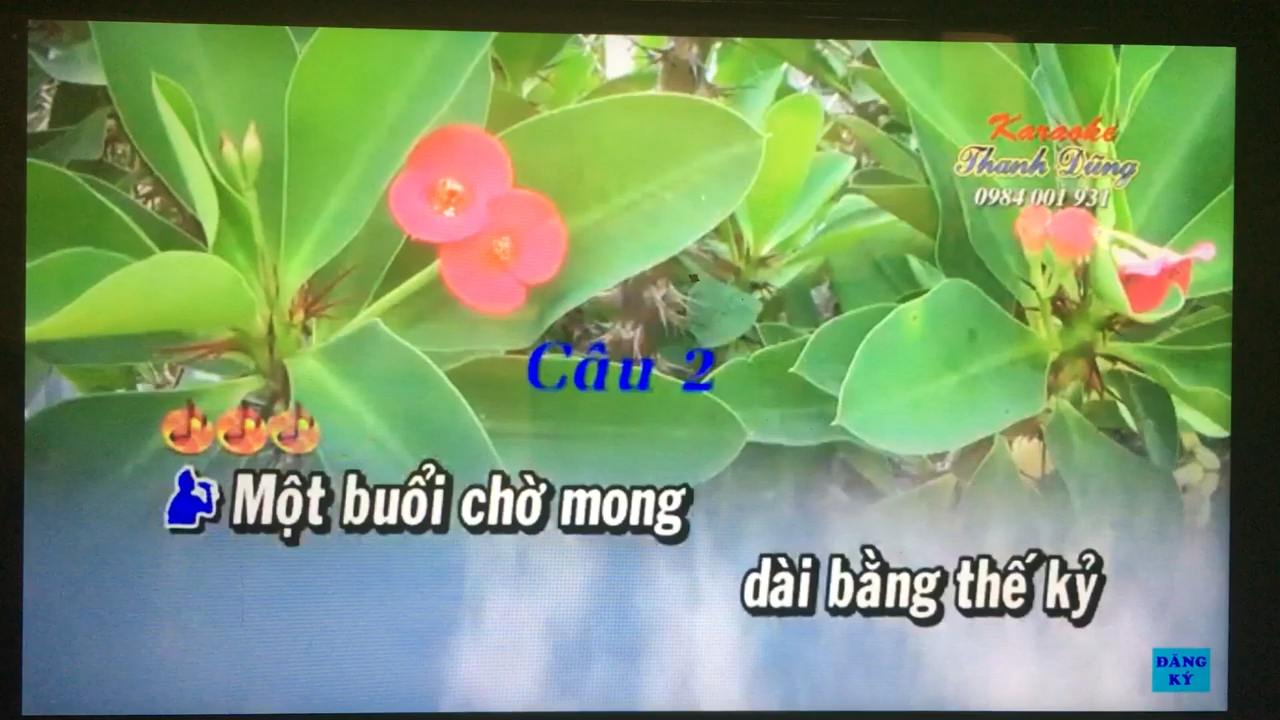 Karaoke
Thanh Dũng
0984 001 931
Câu 2
Một buổi chờ mong
dài bằng thế kỷ
ĐĂNG
KÝ